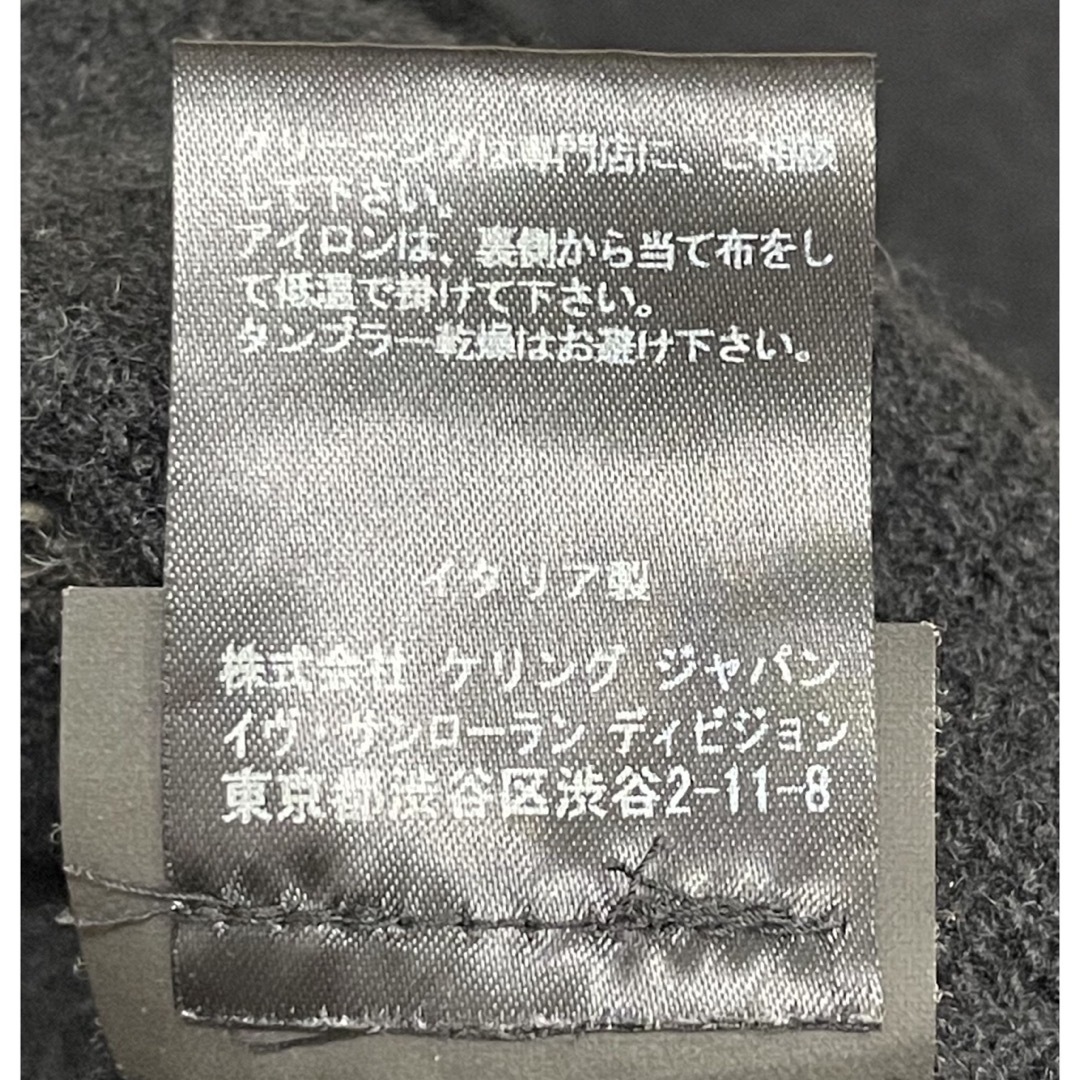 クリーニングは専門店に、ご相談
して下さい。
アイロンは、裏側から当て布をし
て低温で掛けて下さい。
タンブラー乾燥はお避け下さい。
イタリア製
株式会社 ケリング ジャパン
イヴ・サンローラン ディビジョン
東京都渋谷区渋谷2-11-8